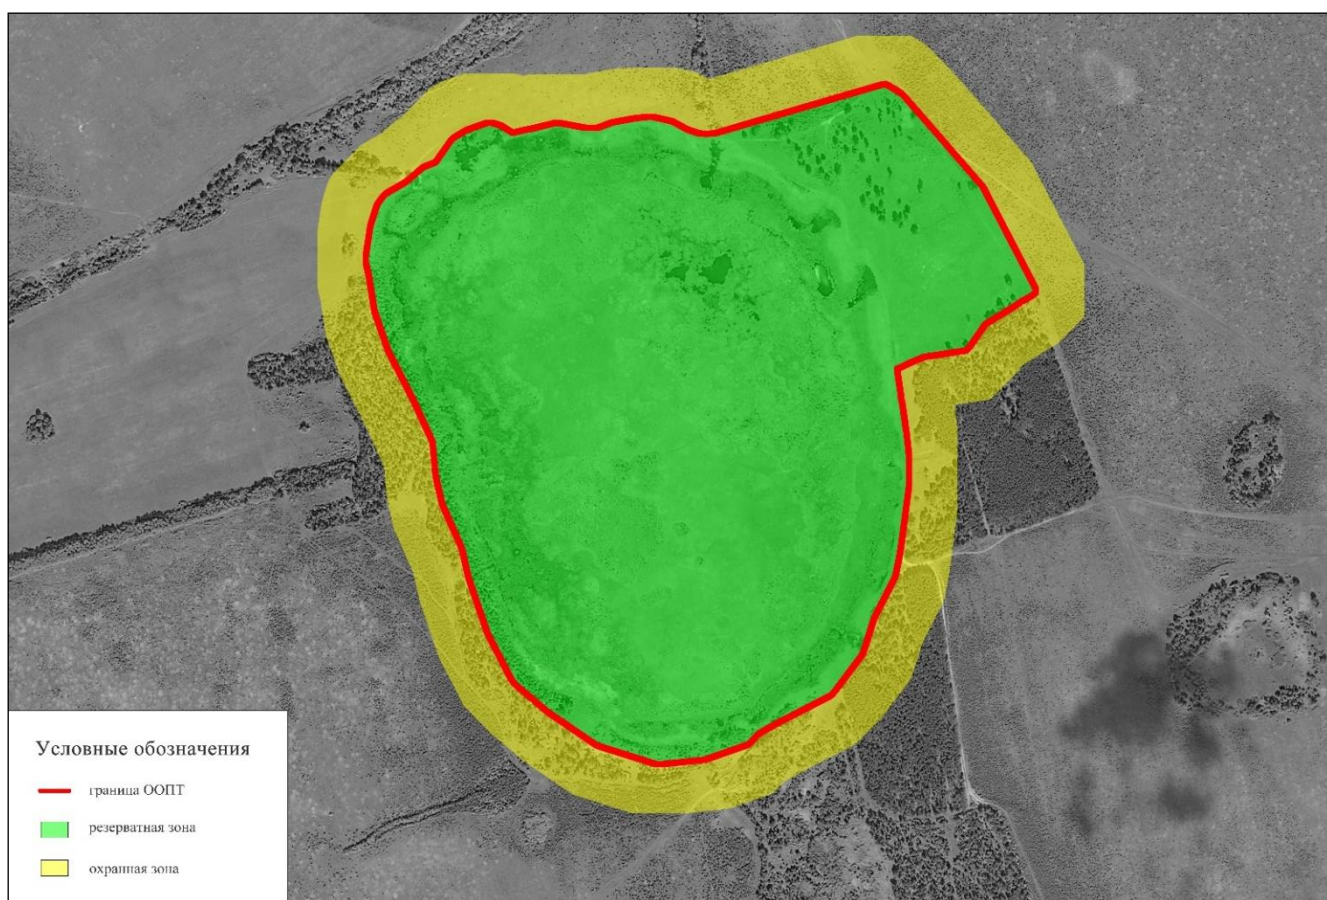 Условные обозначения
граница ООПТ
резерватная зона
охранная зона